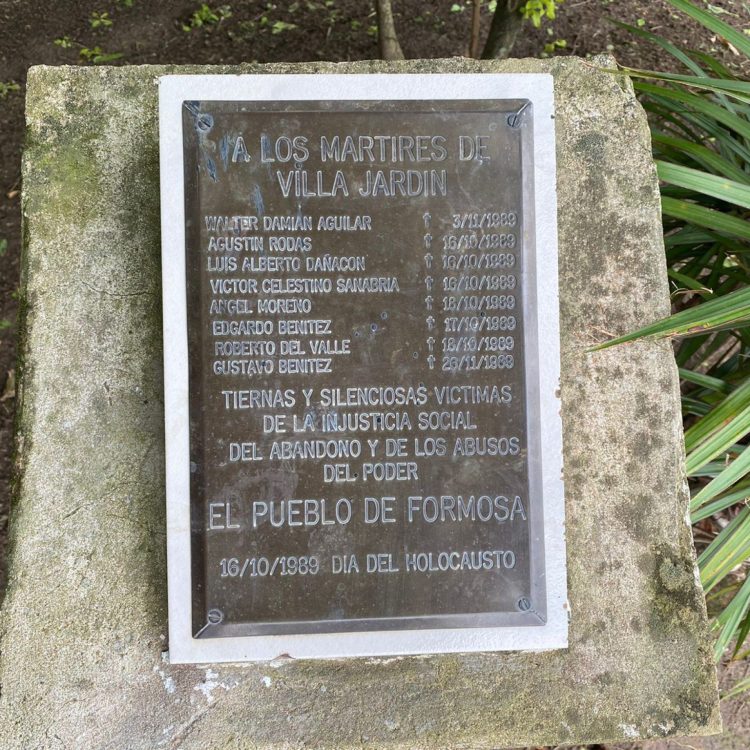 A LOS MARTIRES DE
VILLA JARDIN
WALTER DAMIAN AGUILAR † 3/11/1989
AGUSTIN RODAS † 16/10/1989
LUIS ALBERTO DAÑACON † 16/10/1989
VICTOR CELESTINO SANABRIA † 16/10/1989
ANGEL MORENO † 16/10/1989
EDGARDO BENITEZ † 17/10/1989
ROBERTO DEL VALLE † 18/10/1989
GUSTAVO BENITEZ † 26/11/1989
TIERNAS Y SILENCIOSAS VICTIMAS
DE LA INJUSTICIA SOCIAL
DEL ABANDONO Y DE LOS ABUSOS
DEL PODER
EL PUEBLO DE FORMOSA
16/10/1989 DIA DEL HOLOCAUSTO